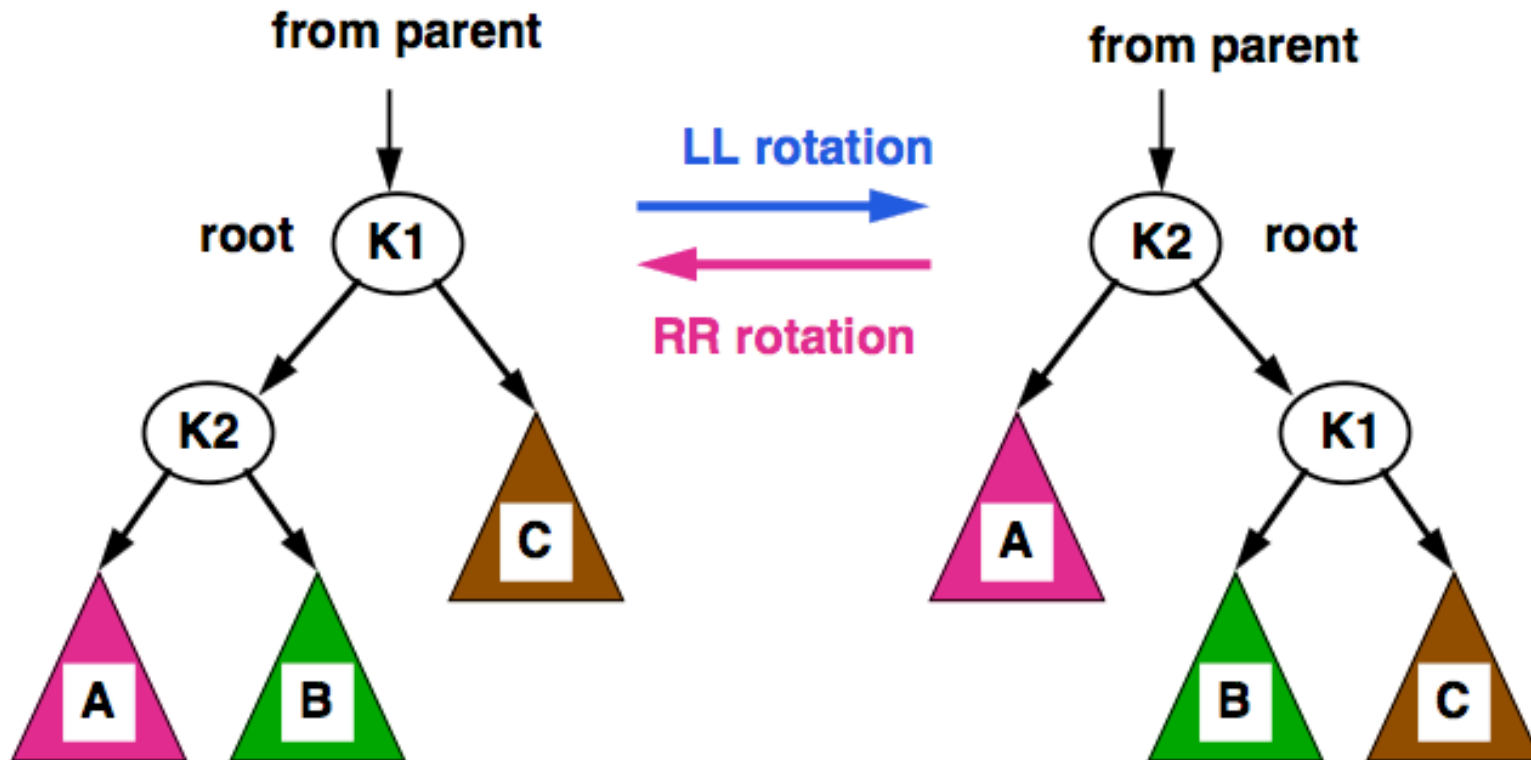 from parent
root
K1
K2
C
A
B
LL rotation
RR rotation
from parent
K2
root
A
K1
B
C